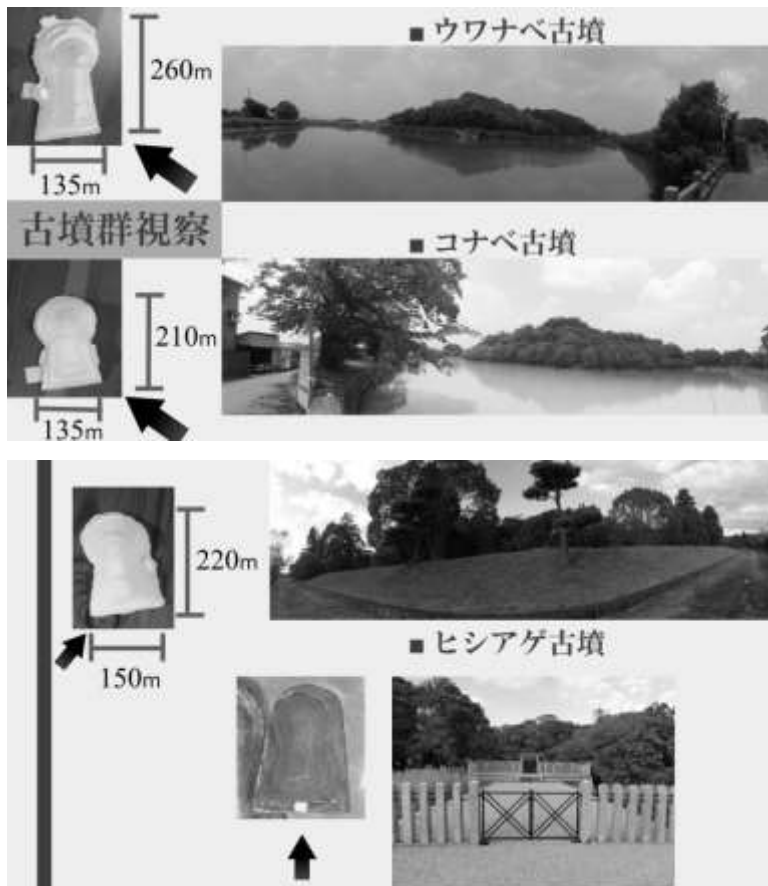 ■ ウワナベ古墳
260m
135m
古墳群視察
■ コナベ古墳
210m
135m
220m
■ ヒシアゲ古墳
150m